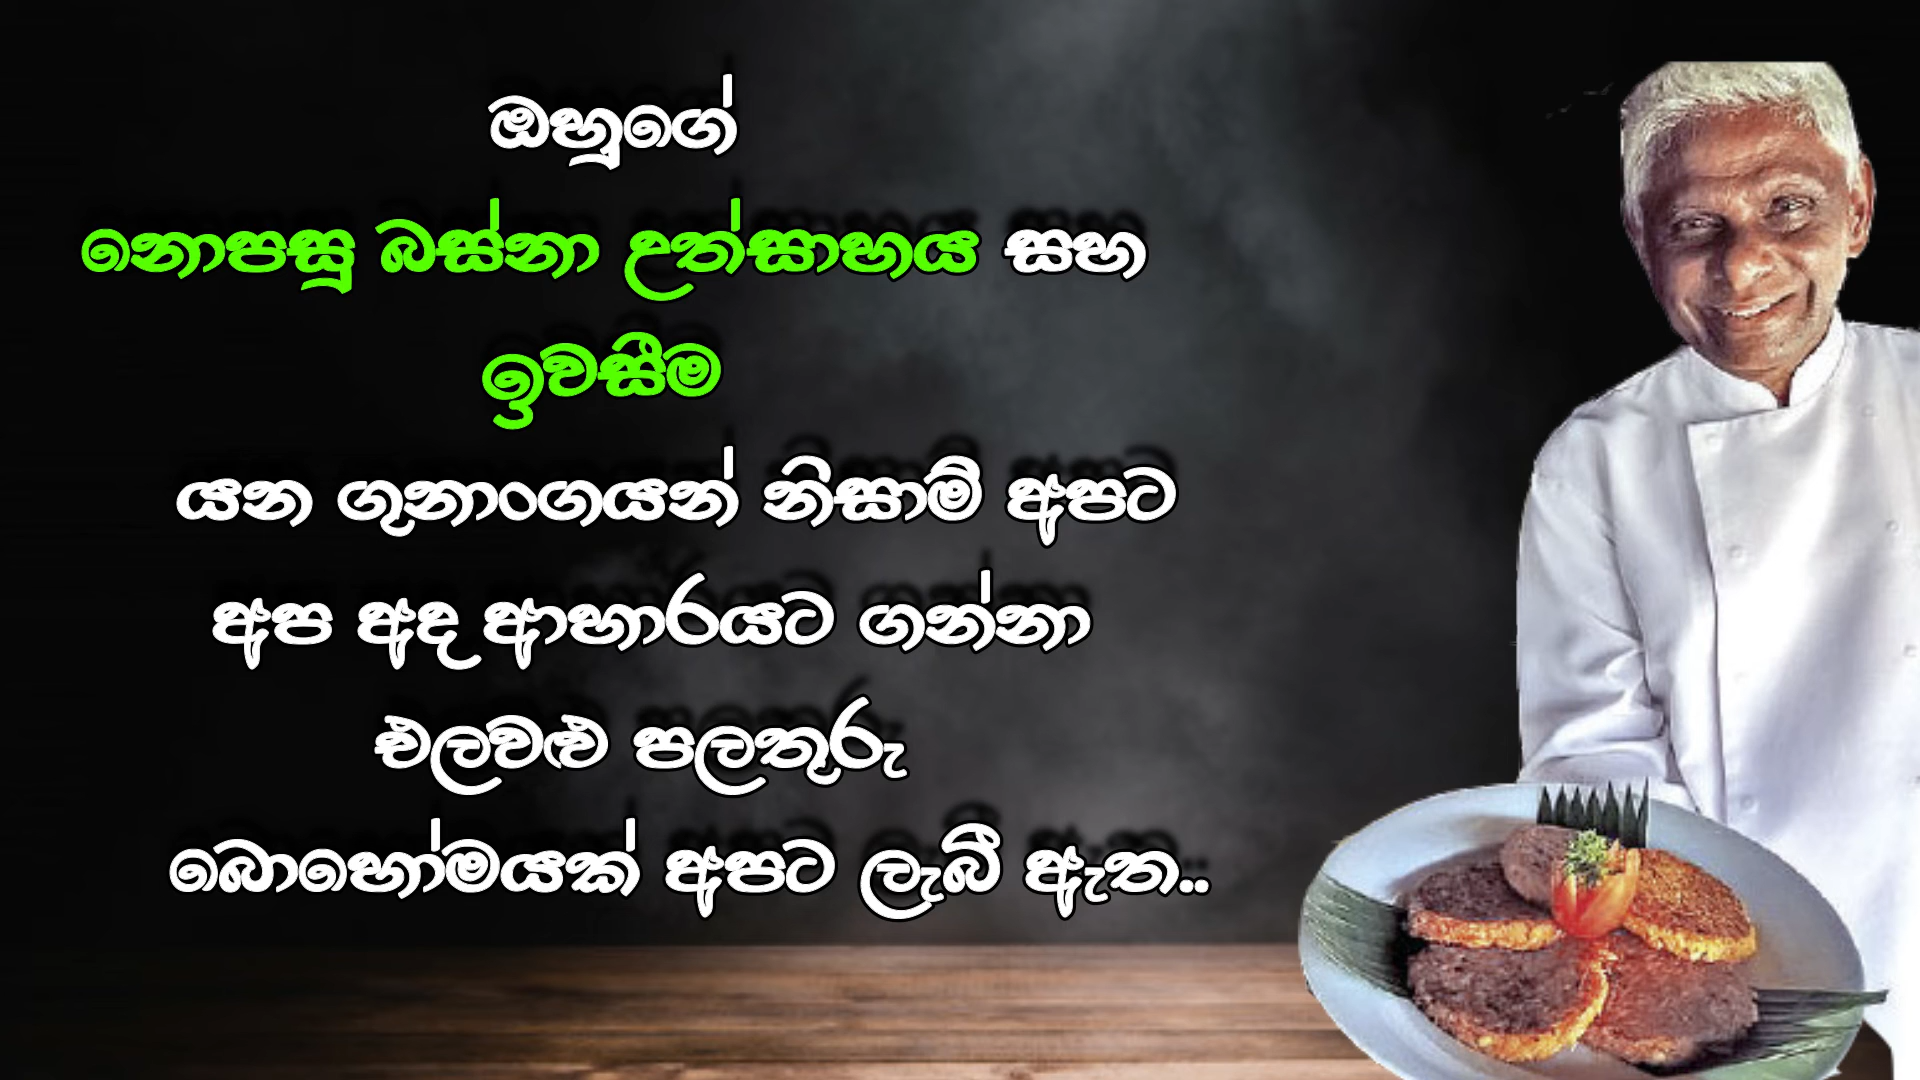 ඔහුගේ
නොපසු බස්නා උත්සාහය සහ
ඉවසීම
යන ගුනාංගයන් නිසාම් අපට
අප අද ආහාරයට ගන්නා
එලවළු පලතුරු
බොහෝමයක් අපට ලැබී ඇත..